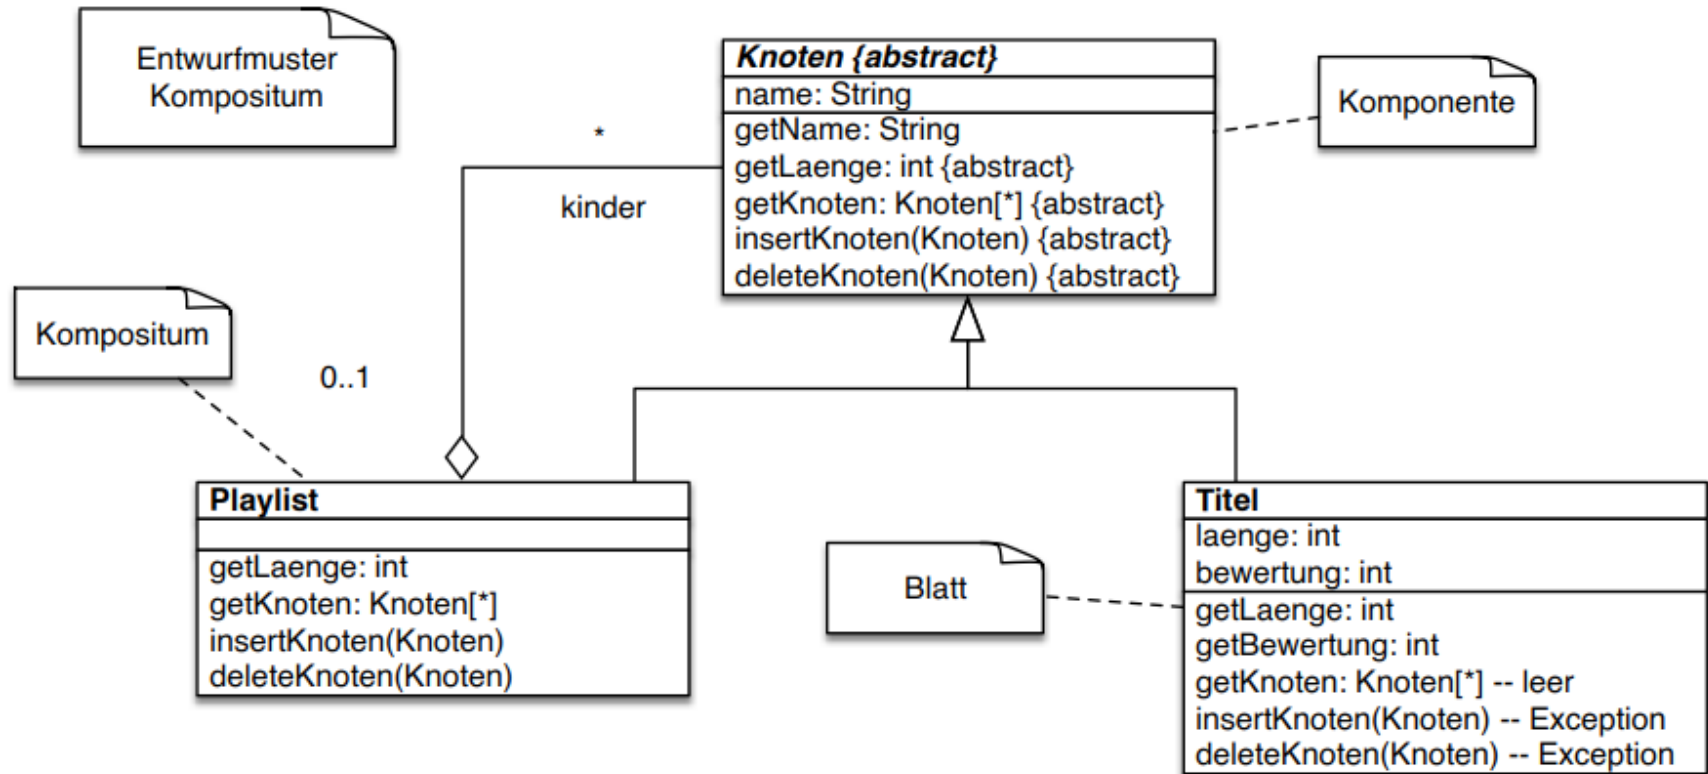 Entwurfmuster
Kompositum
Knoten {abstract}
name: String
getName: String
getLaenge: int {abstract}
getKnoten: Knoten[*] {abstract}
insertKnoten(Knoten) {abstract}
deleteKnoten(Knoten) {abstract}
Komponente
*
kinder
Kompositum
0..1
Playlist
getLaenge: int
getKnoten: Knoten[*]
insertKnoten(Knoten)
deleteKnoten(Knoten)
Blatt
Titel
laenge: int
bewertung: int
getLaenge: int
getBewertung: int
getKnoten: Knoten[*] -- leer
insertKnoten(Knoten) -- Exception
deleteKnoten(Knoten) -- Exception